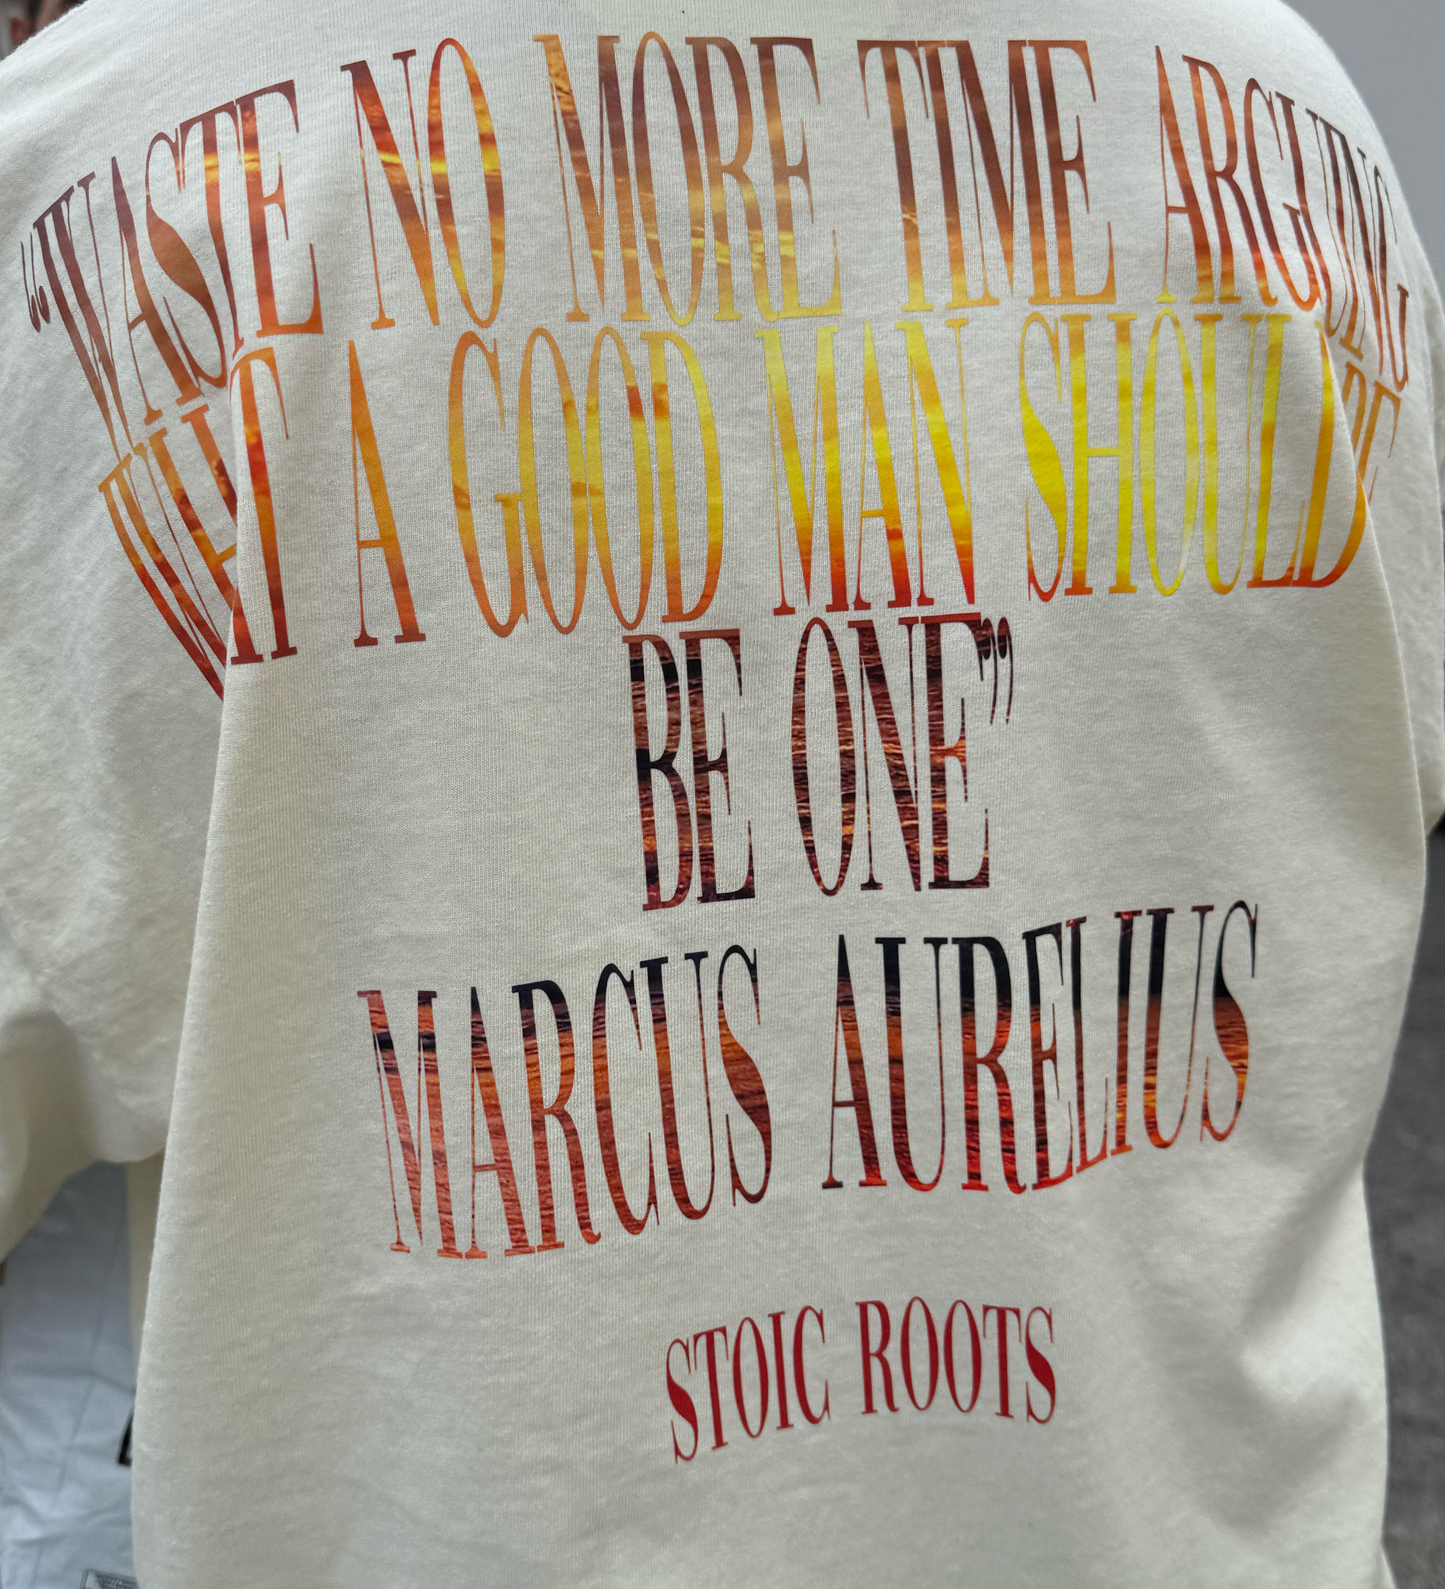 “WASTE NO MORE TIME ARGUING
WHAT A GOOD MAN SHOULD BE
BE ONE”
MARCUS AURELIUS
STOIC ROOTS